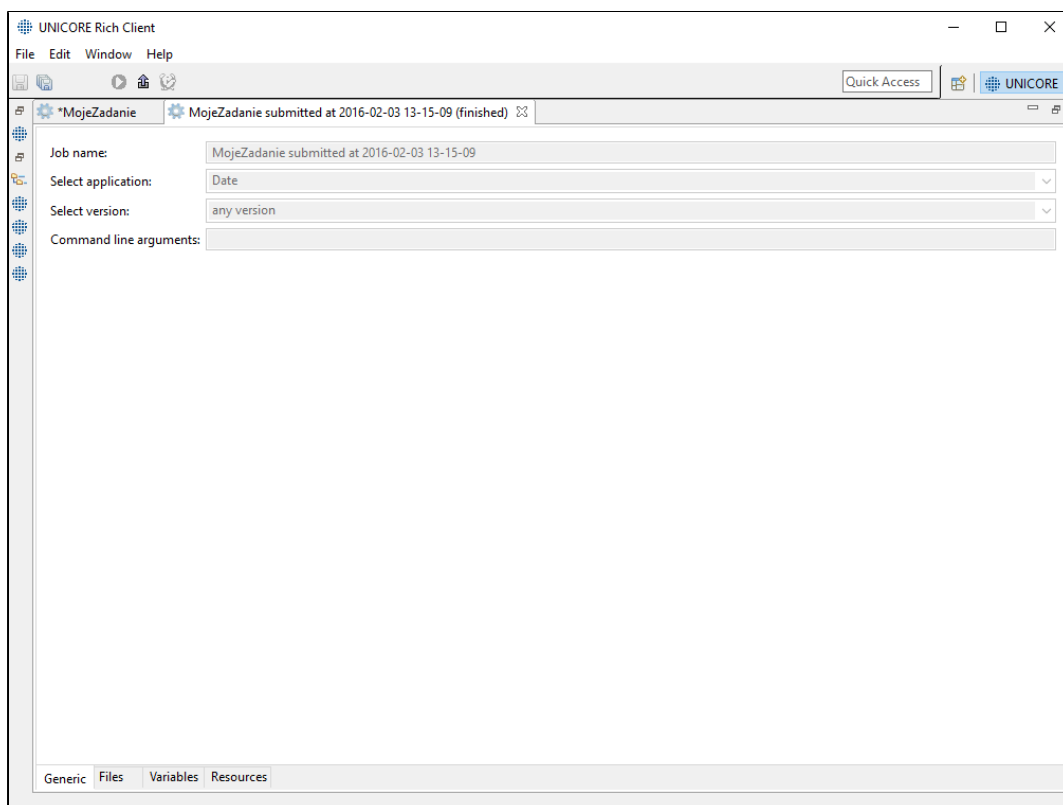 UNICORE Rich Client
File Edit Window Help
Quick Access UNICORE
*MojeZadanie MojeZadanie submitted at 2016-02-03 13-15-09 (finished)
Job name: MojeZadanie submitted at 2016-02-03 13-15-09
Select application: Date
Select version: any version
Command line arguments:
Generic Files Variables Resources